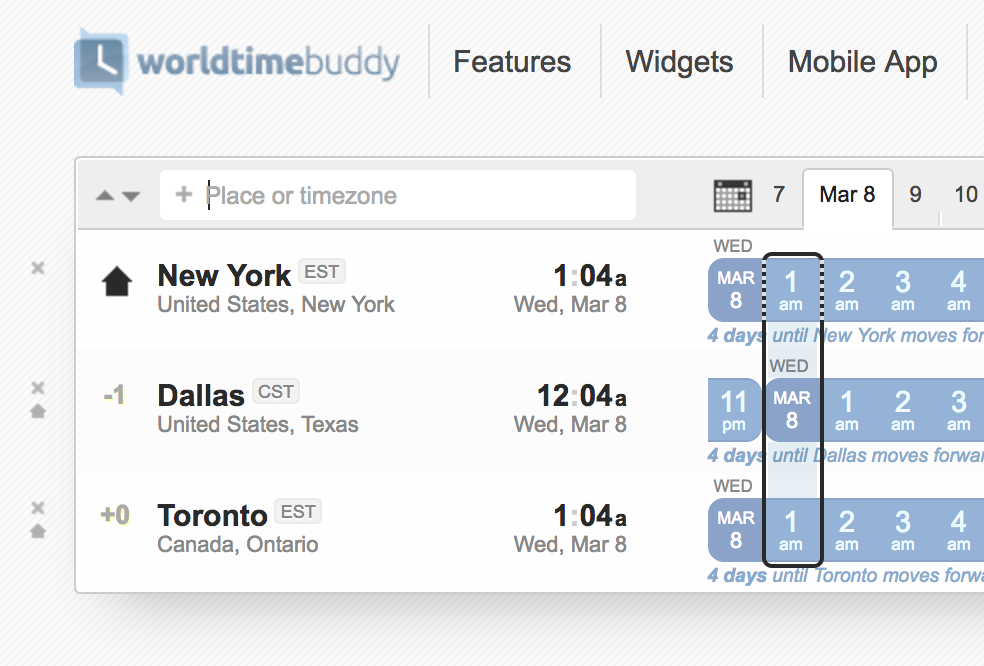 worldtimebuddy Features Widgets Mobile App
+ Place or timezone 7 Mar 8 9 10
WED
New York EST 1:04a MAR 8 1 am 2 am 3 am 4 am
United States, New York Wed, Mar 8
4 days until New York moves for
WED
-1 Dallas CST 12:04a 11 pm MAR 8 1 am 2 am 3 am
United States, Texas Wed, Mar 8
4 days until Dallas moves forwar
WED
+0 Toronto EST 1:04a MAR 8 1 am 2 am 3 am 4 am
Canada, Ontario Wed, Mar 8
4 days until Toronto moves forwa